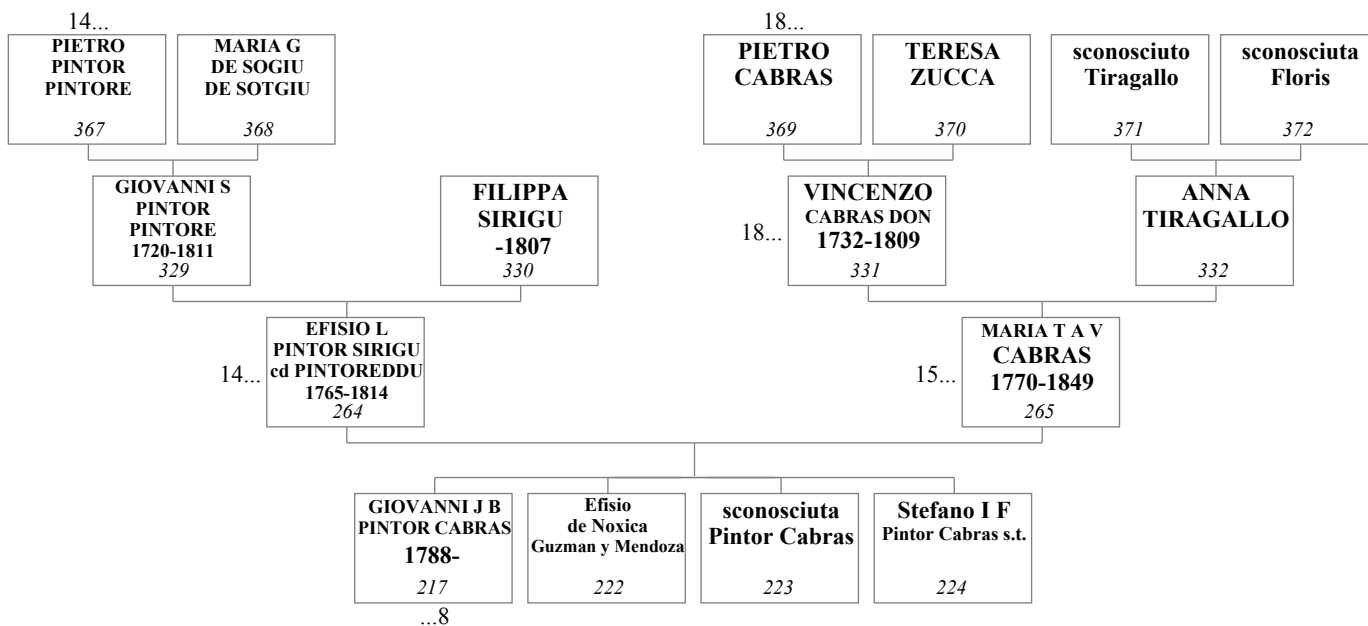 14...
PIETRO
PINTOR
PINTORE
367
MARIA G
DE SOGIU
DE SOTGIU
368
18...
PIETRO
CABRAS
369
TERESA
ZUCCA
370
sconosciuto
Tiragallo
371
sconosciuta
Floris
372
GIOVANNI S
PINTOR
PINTORE
1720-1811
329
FILIPPA
SIRIGU
-1807
330
18...
VINCENZO
CABRAS DON
1732-1809
331
ANNA
TIRAGALLO
332
14...
EFISIO L
PINTOR SIRIGU
cd PINTOREDDU
1765-1814
264
15...
MARIA T A V
CABRAS
1770-1849
265
GIOVANNI J B
PINTOR CABRAS
1788-
217
...8
Efisio
de Noxica
Guzman y Mendoza
222
sconosciuta
Pintor Cabras
223
Stefano I F
Pintor Cabras s.t.
224